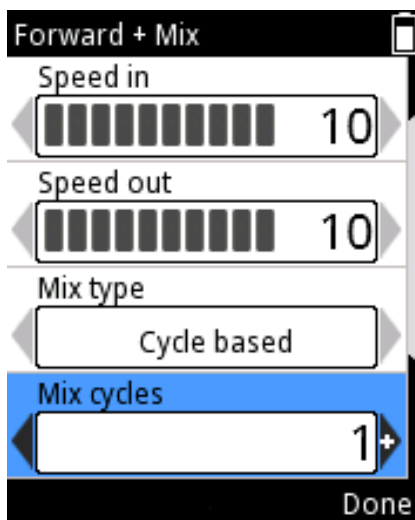 Forward + Mix
Speed in
10
Speed out
10
Mix type
Cycle based
Mix cycles
1
+
Done